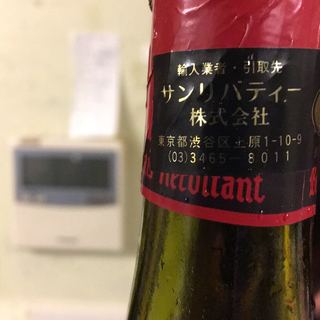 輸入業者・引取先
サンリバティー
株式会社
東京都渋谷区上原1-10-9
(03)3465-8011
Récoltant